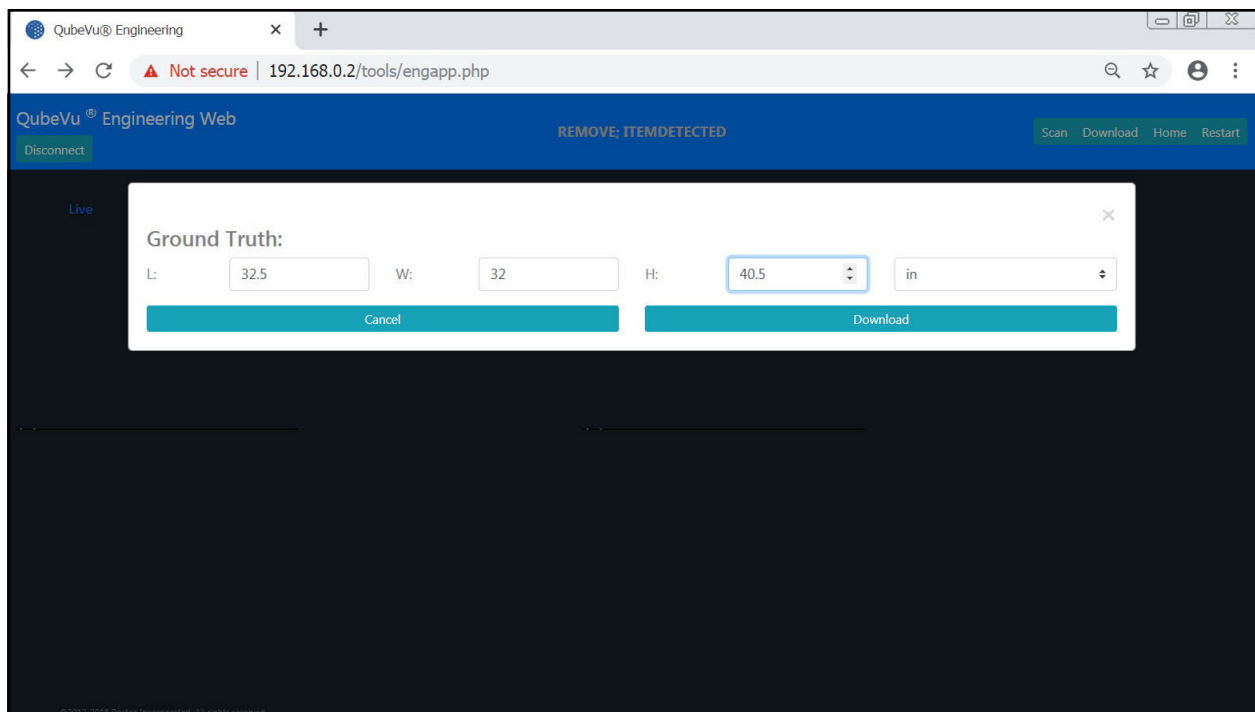 QubeVu® Engineering
Not secure | 192.168.0.2/tools/engapp.php
QubeVu ® Engineering Web
REMOVE; ITEMDETECTED
Scan Download Home Restart
Disconnect
Live
Ground Truth:
L: 32.5 W: 32 H: 40.5 in
Cancel Download